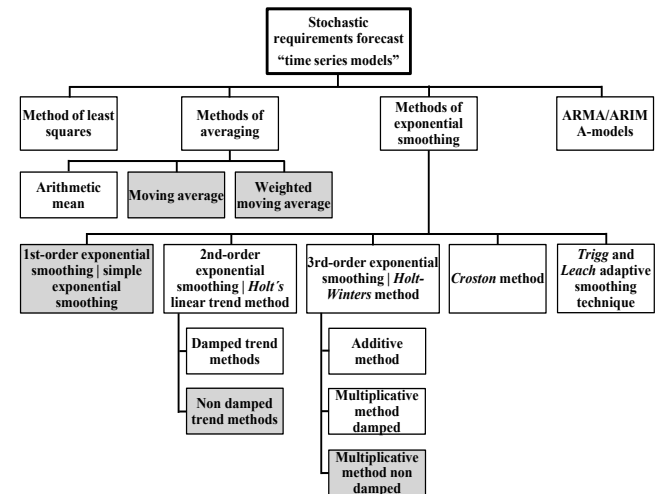 Stochastic
requirements forecast
“time series models”
Method of least
squares
Methods of
averaging
Methods of
exponential
smoothing
ARMA/ARIM
A-models
Arithmetic
mean
Moving average
Weighted
moving average
1st-order exponential
smoothing | simple
exponential
smoothing
2nd-order
exponential
smoothing | Holt´s
linear trend method
3rd-order exponential
smoothing | Holt-
Winters method
Croston method
Trigg and
Leach adaptive
smoothing
technique
Damped trend
methods
Non damped
trend methods
Additive
method
Multiplicative
method
damped
Multiplicative
method non
damped